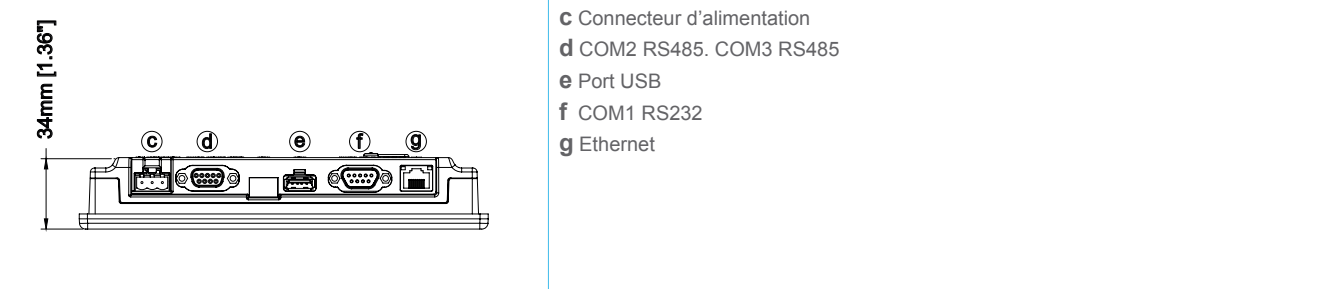 34mm [1.36"]
c d e f g
c Connecteur d’alimentation
d COM2 RS485. COM3 RS485
e Port USB
f COM1 RS232
g Ethernet